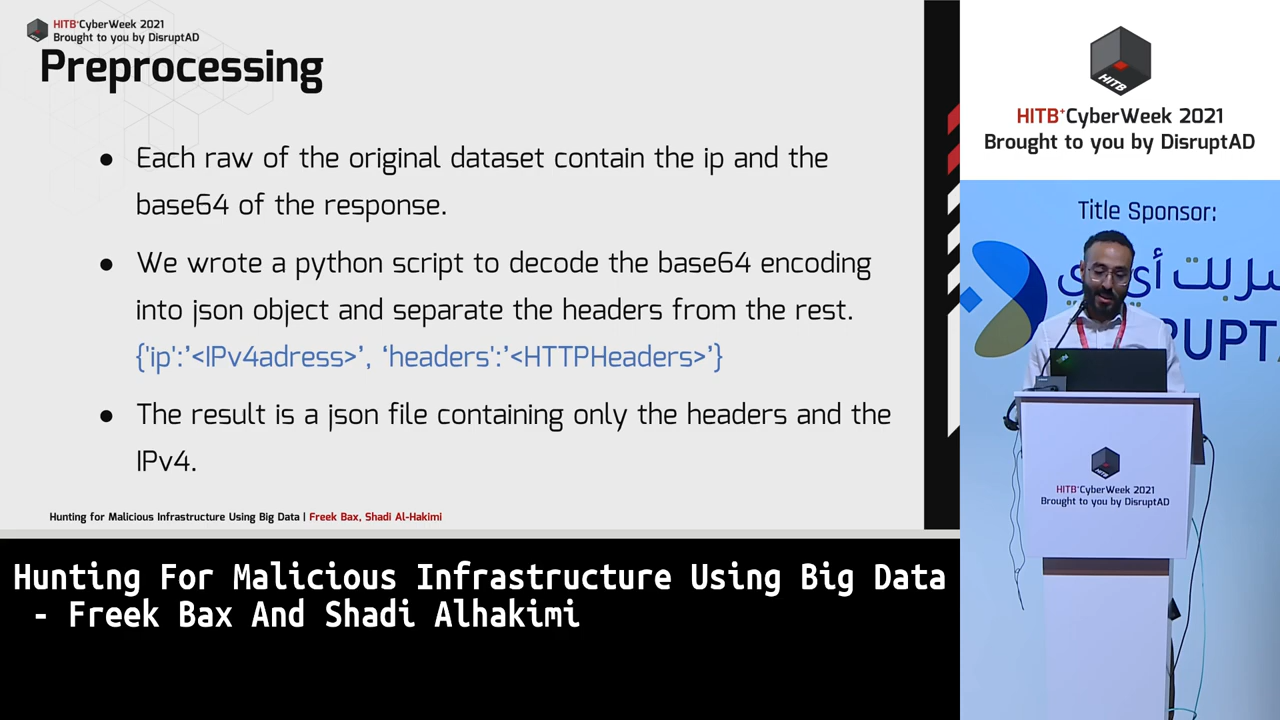 HITB+CyberWeek 2021
Brought to you by DisruptAD
Preprocessing
● Each raw of the original dataset contain the ip and the
base64 of the response.
● We wrote a python script to decode the base64 encoding
into json object and separate the headers from the rest.
{'ip':’<IPv4adress>’, ‘headers’:’<HTTPHeaders>’}
● The result is a json file containing only the headers and the
IPv4.
Hunting for Malicious Infrastructure Using Big Data | Freek Bax, Shadi Al-Hakimi
HITB
HITB+CyberWeek 2021
Brought to you by DisruptAD
Title Sponsor:
HITB+CyberWeek 2021
Brought to you by DisruptAD
Hunting For Malicious Infrastructure Using Big Data
- Freek Bax And Shadi Alhakimi